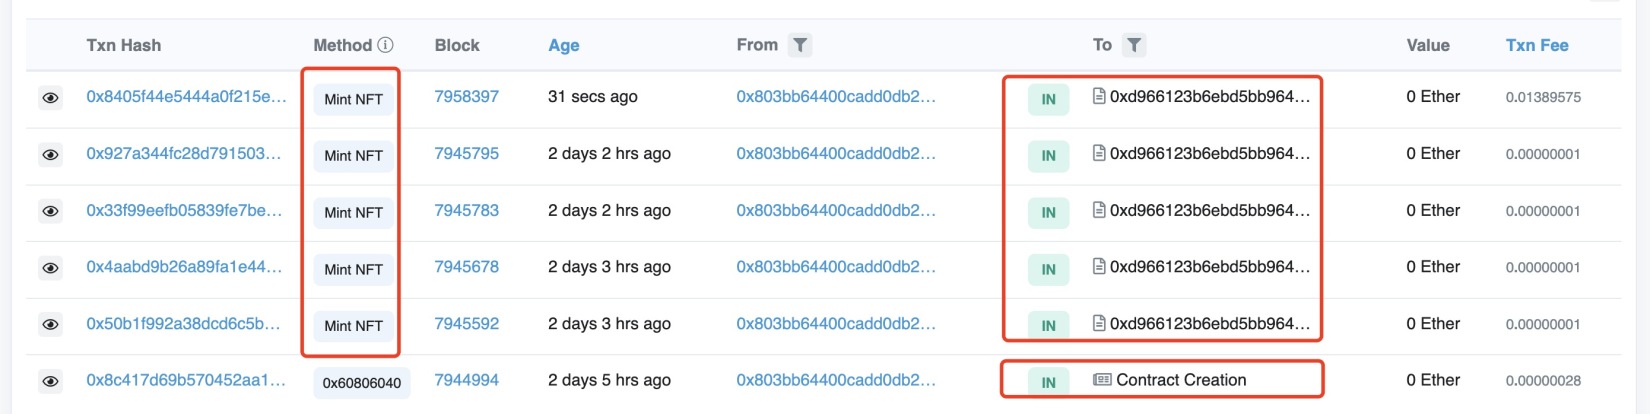 Txn Hash Method Block Age From To Value Txn Fee
0x8405f44e5444a0f215e... Mint NFT 7958397 31 secs ago 0x803bb64400cadd0db2... IN 0xd966123b6ebd5bb964... 0 Ether 0.01389575
0x927a344fc28d791503... Mint NFT 7945795 2 days 2 hrs ago 0x803bb64400cadd0db2... IN 0xd966123b6ebd5bb964... 0 Ether 0.00000001
0x33f99eefb05839fe7be... Mint NFT 7945783 2 days 2 hrs ago 0x803bb64400cadd0db2... IN 0xd966123b6ebd5bb964... 0 Ether 0.00000001
0x4aabd9b26a89fa1e44... Mint NFT 7945678 2 days 3 hrs ago 0x803bb64400cadd0db2... IN 0xd966123b6ebd5bb964... 0 Ether 0.00000001
0x50b1f992a38dcd6c5b... Mint NFT 7945592 2 days 3 hrs ago 0x803bb64400cadd0db2... IN 0xd966123b6ebd5bb964... 0 Ether 0.00000001
0x8c417d69b570452aa1... 0x60806040 7944994 2 days 5 hrs ago 0x803bb64400cadd0db2... IN Contract Creation 0 Ether 0.00000028